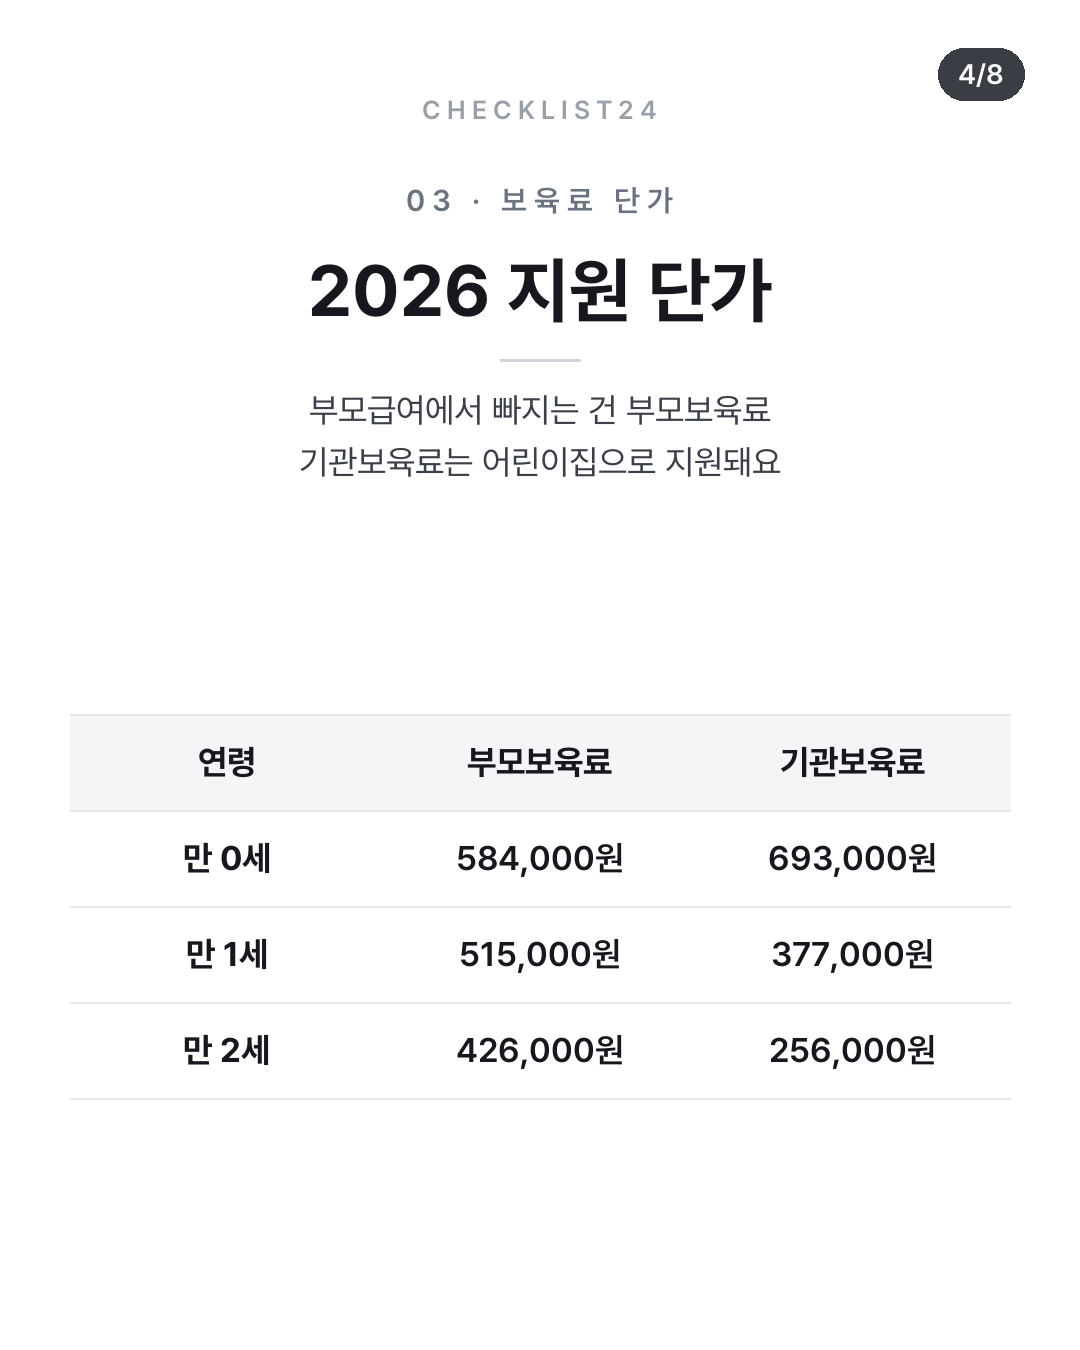 4/8
CHECKLIST24
03 · 보육료 단가
2026 지원 단가
부모급여에서 빠지는 건 부모보육료
기관보육료는 어린이집으로 지원돼요
연령 부모보육료 기관보육료
만 0세 584,000원 693,000원
만 1세 515,000원 377,000원
만 2세 426,000원 256,000원